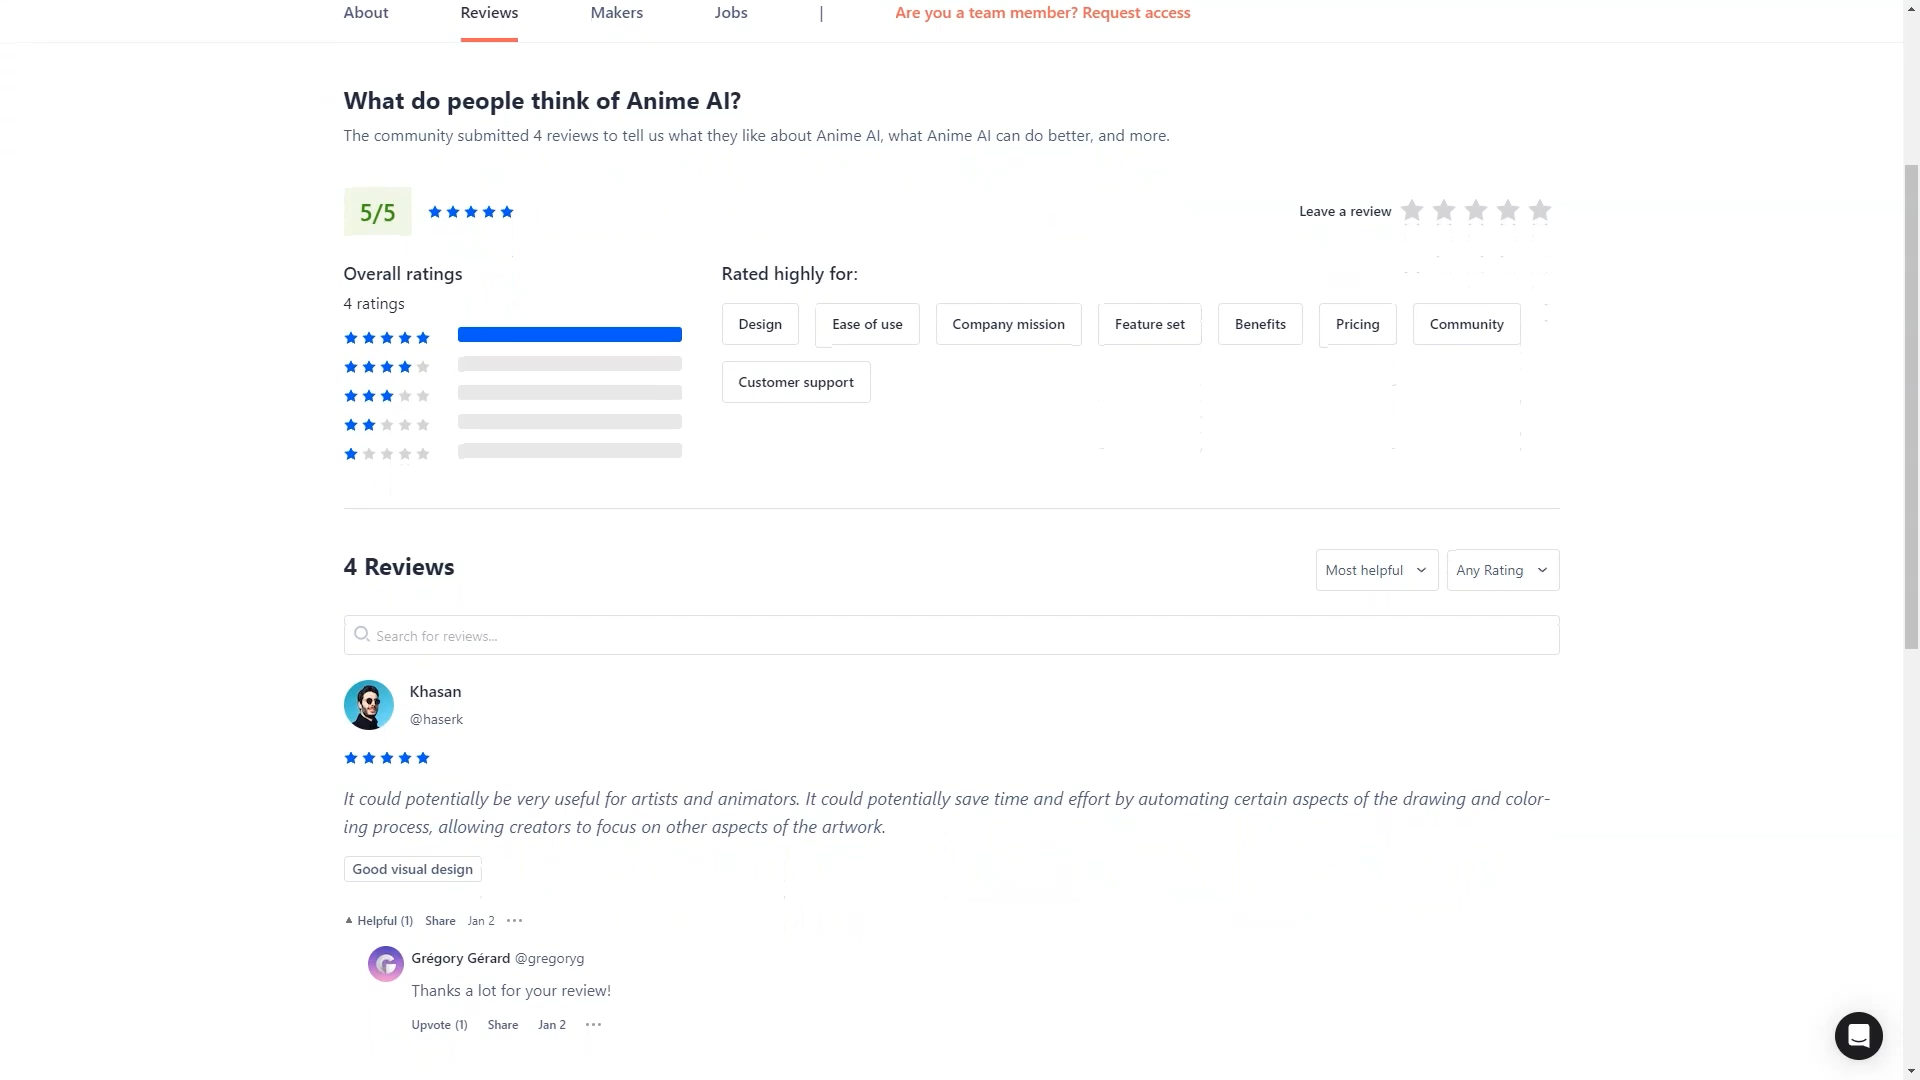 About Reviews Makers Jobs | Are you a team member? Request access
What do people think of Anime AI?
The community submitted 4 reviews to tell us what they like about Anime AI, what Anime AI can do better, and more.
5/5
Leave a review
Overall ratings
4 ratings
Rated highly for:
Design Ease of use Company mission Feature set Benefits Pricing Community
Customer support
4 Reviews
Most helpful Any Rating
Search for reviews...
Khasan
@haserk
It could potentially be very useful for artists and animators. It could potentially save time and effort by automating certain aspects of the drawing and color-
ing process, allowing creators to focus on other aspects of the artwork.
Good visual design
Helpful (1) Share Jan 2 •••
Grégory Gérard @gregoryg
Thanks a lot for your review!
Upvote (1) Share Jan 2 •••